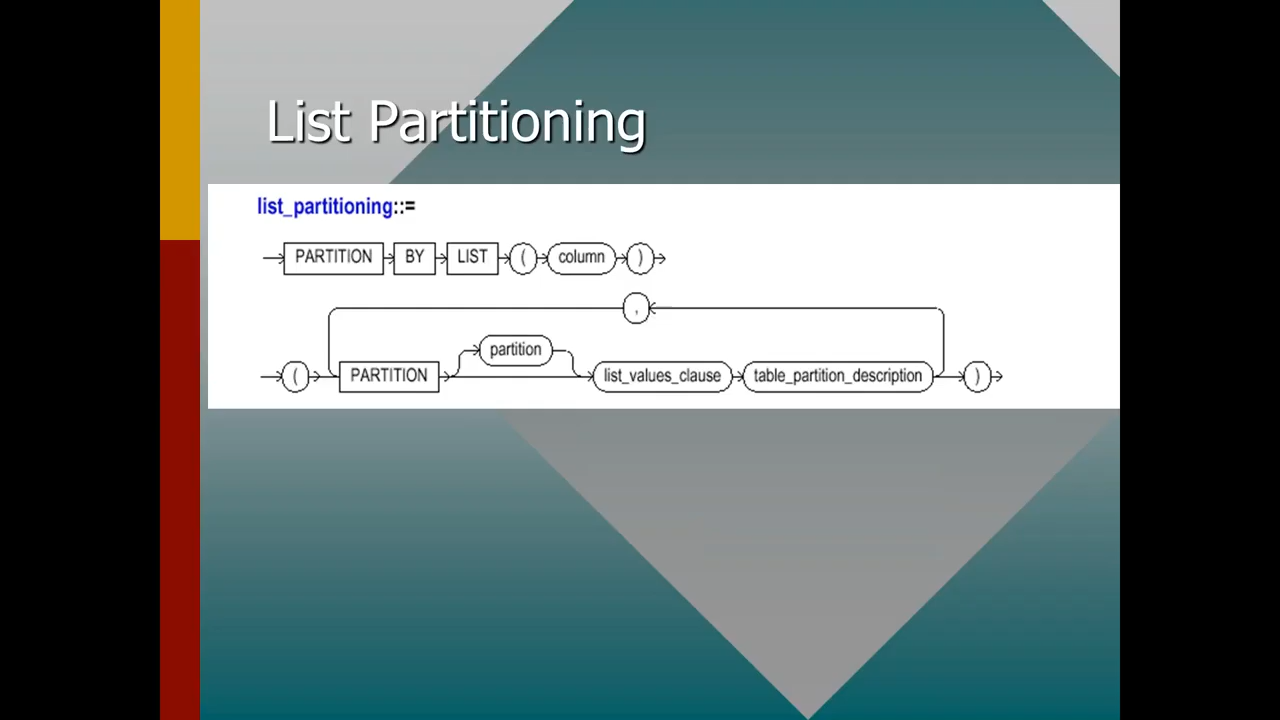 List Partitioning
list_partitioning::=
PARTITION BY LIST ( column )
,
partition
( PARTITION list_values_clause table_partition_description )